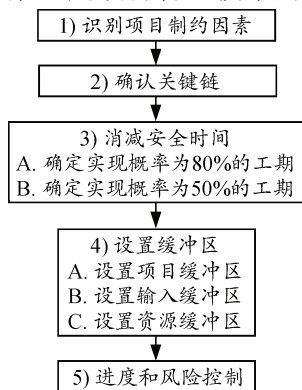 1) 识别项目制约因素
2) 确认关键链
3) 消减安全时间
A. 确定实现概率为80%的工期
B. 确定实现概率为50%的工期
4) 设置缓冲区
A. 设置项目缓冲区
B. 设置输入缓冲区
C. 设置资源缓冲区
5) 进度和风险控制